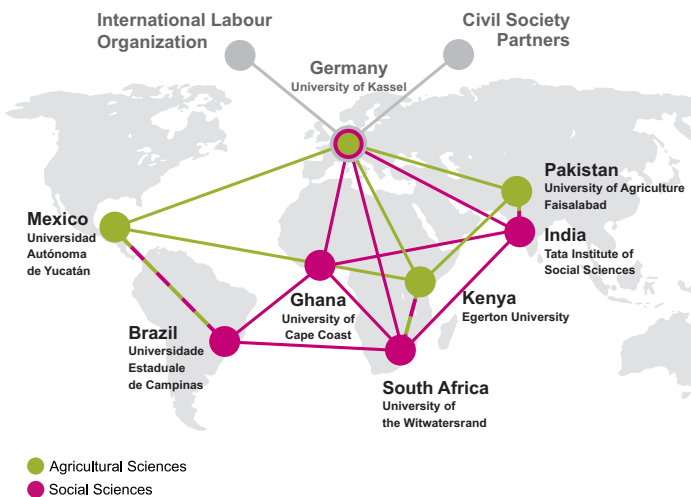 International Labour
Organization
Civil Society
Partners
Germany
University of Kassel
Pakistan
University of Agriculture
Faisalabad
Mexico
Universidad
Autónoma
de Yucatán
India
Tata Institute of
Social Sciences
Ghana
University of
Cape Coast
Kenya
Egerton University
Brazil
Universidade
Estaduale
de Campinas
South Africa
University of
the Witwatersrand
Agricultural Sciences
Social Sciences